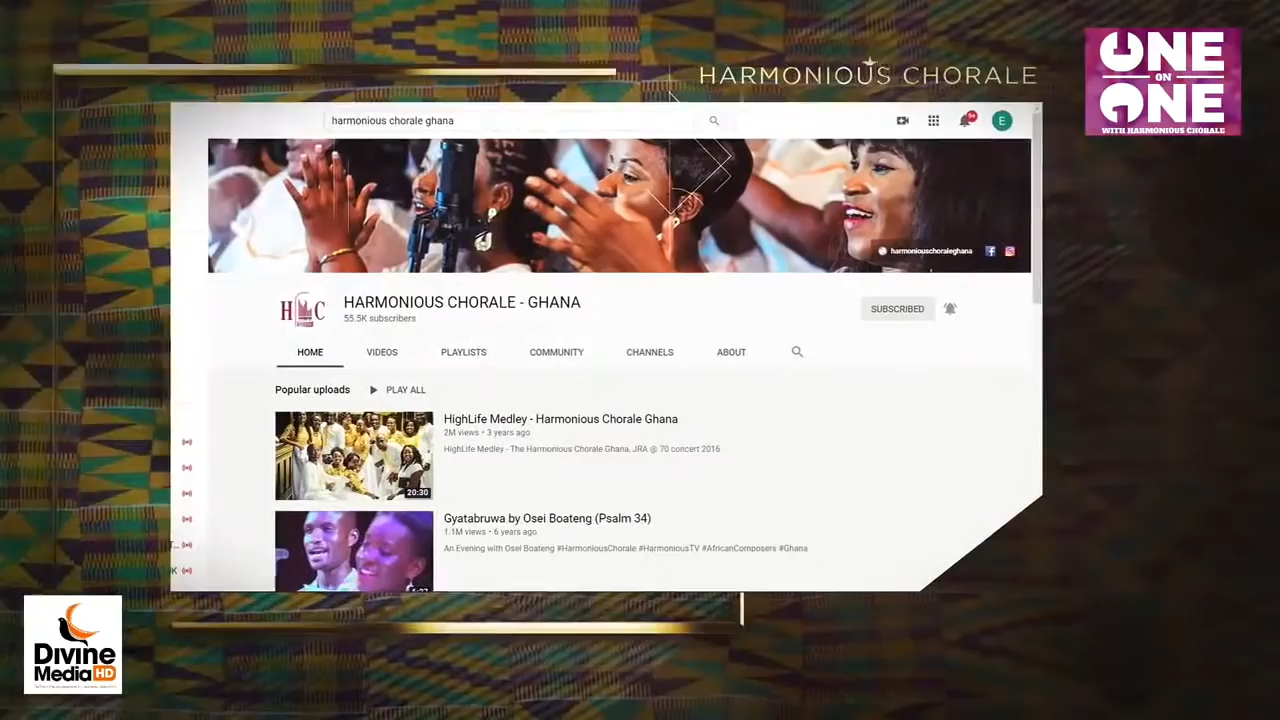 HARMONIOUS CHORALE
ONE
ON
ONE
WITH HARMONIOUS CHORALE
harmonious chorale ghana
9+
E
harmoniouschoraleghana
H C
HARMONIOUS CHORALE - GHANA
55.5K subscribers
SUBSCRIBED
HOME VIDEOS PLAYLISTS COMMUNITY CHANNELS ABOUT
Popular uploads PLAY ALL
HighLife Medley - Harmonious Chorale Ghana
2M views • 3 years ago
HighLife Medley - The Harmonious Chorale Ghana, JRA @ 70 concert 2016
20:30
Gyatabruwa by Osei Boateng (Psalm 34)
1.1M views • 6 years ago
An Evening with Osei Boateng #HarmoniousChorale #HarmoniousTV #AfricanComposers #Ghana
T...
K
Divine
Media HD